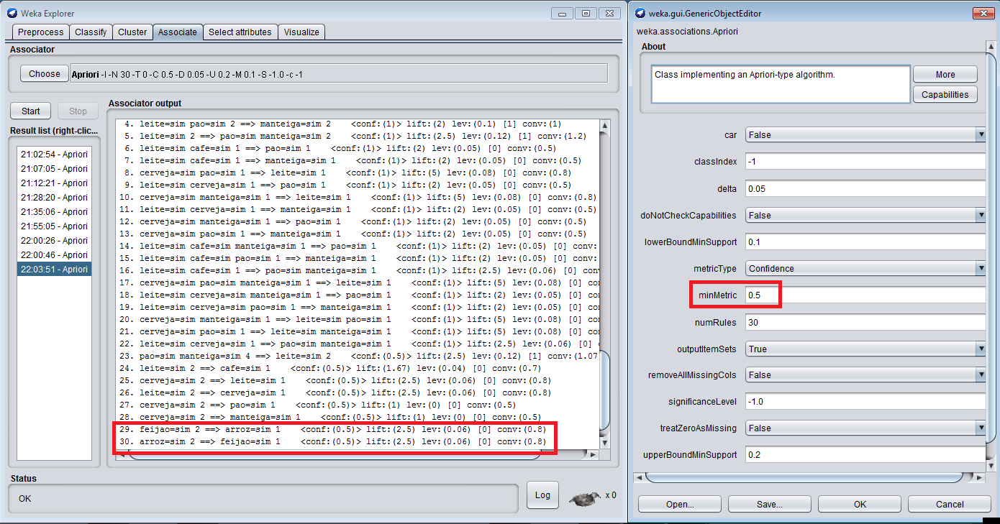 Weka Explorer
Preprocess Classify Cluster Associate Select attributes Visualize
Associator
Choose Apriori -I -N 30 -T 0 -C 0.5 -D 0.05 -U 0.2 -M 0.1 -S -1.0 -c -1
Start Stop
Result list (right-clic...
21:02:54 - Apriori
21:07:05 - Apriori
21:12:21 - Apriori
21:28:20 - Apriori
21:35:06 - Apriori
21:55:05 - Apriori
22:00:26 - Apriori
22:00:46 - Apriori
22:03:51 - Apriori
Associator output
4. leite=sim pao=sim 2 ==> manteiga=sim 2 <conf:(1)> lift:(2) lev:(0.1) [1] conv:(1)
5. leite=sim 2 ==> pao=sim manteiga=sim 2 <conf:(1)> lift:(2.5) lev:(0.12) [1] conv:(1.2)
6. leite=sim cafe=sim 1 ==> pao=sim 1 <conf:(1)> lift:(2) lev:(0.05) [0] conv:(0.5)
7. leite=sim cafe=sim 1 ==> manteiga=sim 1 <conf:(1)> lift:(2) lev:(0.05) [0] conv:(0.5)
8. cerveja=sim pao=sim 1 ==> leite=sim 1 <conf:(1)> lift:(5) lev:(0.08) [0] conv:(0.8)
9. leite=sim cerveja=sim 1 ==> pao=sim 1 <conf:(1)> lift:(2) lev:(0.05) [0] conv:(0.5)
10. cerveja=sim manteiga=sim 1 ==> leite=sim 1 <conf:(1)> lift:(5) lev:(0.08) [0] conv:(0.8)
11. leite=sim cerveja=sim 1 ==> manteiga=sim 1 <conf:(1)> lift:(2) lev:(0.05) [0] conv:(0.5)
12. cerveja=sim manteiga=sim 1 ==> pao=sim 1 <conf:(1)> lift:(2) lev:(0.05) [0] conv:(0.5)
13. cerveja=sim pao=sim 1 ==> manteiga=sim 1 <conf:(1)> lift:(2) lev:(0.05) [0] conv:(0.5)
14. leite=sim cafe=sim manteiga=sim 1 ==> pao=sim 1 <conf:(1)> lift:(2) lev:(0.05) [0] conv:
15. leite=sim cafe=sim pao=sim 1 ==> manteiga=sim 1 <conf:(1)> lift:(2) lev:(0.05) [0] conv:
16. leite=sim cafe=sim 1 ==> pao=sim manteiga=sim 1 <conf:(1)> lift:(2.5) lev:(0.06) [0] conv
17. cerveja=sim pao=sim manteiga=sim 1 ==> leite=sim 1 <conf:(1)> lift:(5) lev:(0.08) [0] con
18. leite=sim cerveja=sim manteiga=sim 1 ==> pao=sim 1 <conf:(1)> lift:(2) lev:(0.05) [0] con
19. leite=sim cerveja=sim pao=sim 1 ==> manteiga=sim 1 <conf:(1)> lift:(2) lev:(0.05) [0] con
20. cerveja=sim manteiga=sim 1 ==> leite=sim pao=sim 1 <conf:(1)> lift:(5) lev:(0.08) [0] con
21. cerveja=sim pao=sim 1 ==> leite=sim manteiga=sim 1 <conf:(1)> lift:(5) lev:(0.08) [0] con
22. leite=sim cerveja=sim 1 ==> pao=sim manteiga=sim 1 <conf:(1)> lift:(2.5) lev:(0.06) [0] c
23. pao=sim manteiga=sim 4 ==> leite=sim 2 <conf:(0.5)> lift:(2.5) lev:(0.12) [1] conv:(1.07)
24. leite=sim 2 ==> cafe=sim 1 <conf:(0.5)> lift:(1.67) lev:(0.04) [0] conv:(0.7)
25. cerveja=sim 2 ==> leite=sim 1 <conf:(0.5)> lift:(2.5) lev:(0.06) [0] conv:(0.8)
26. leite=sim 2 ==> cerveja=sim 1 <conf:(0.5)> lift:(2.5) lev:(0.06) [0] conv:(0.8)
27. cerveja=sim 2 ==> pao=sim 1 <conf:(0.5)> lift:(1) lev:(0) [0] conv:(0.5)
28. cerveja=sim 2 ==> manteiga=sim 1 <conf:(0.5)> lift:(1) lev:(0) [0] conv:(0.5)
29. feijao=sim 2 ==> arroz=sim 1 <conf:(0.5)> lift:(2.5) lev:(0.06) [0] conv:(0.8)
30. arroz=sim 2 ==> feijao=sim 1 <conf:(0.5)> lift:(2.5) lev:(0.06) [0] conv:(0.8)
Status
OK
Log
x 0
weka.gui.GenericObjectEditor
weka.associations.Apriori
About
Class implementing an Apriori-type algorithm.
More
Capabilities
car False
classIndex -1
delta 0.05
doNotCheckCapabilities False
lowerBoundMinSupport 0.1
metricType Confidence
minMetric 0.5
numRules 30
outputItemSets True
removeAllMissingCols False
significanceLevel -1.0
treatZeroAsMissing False
upperBoundMinSupport 0.2
Open... Save... OK Cancel